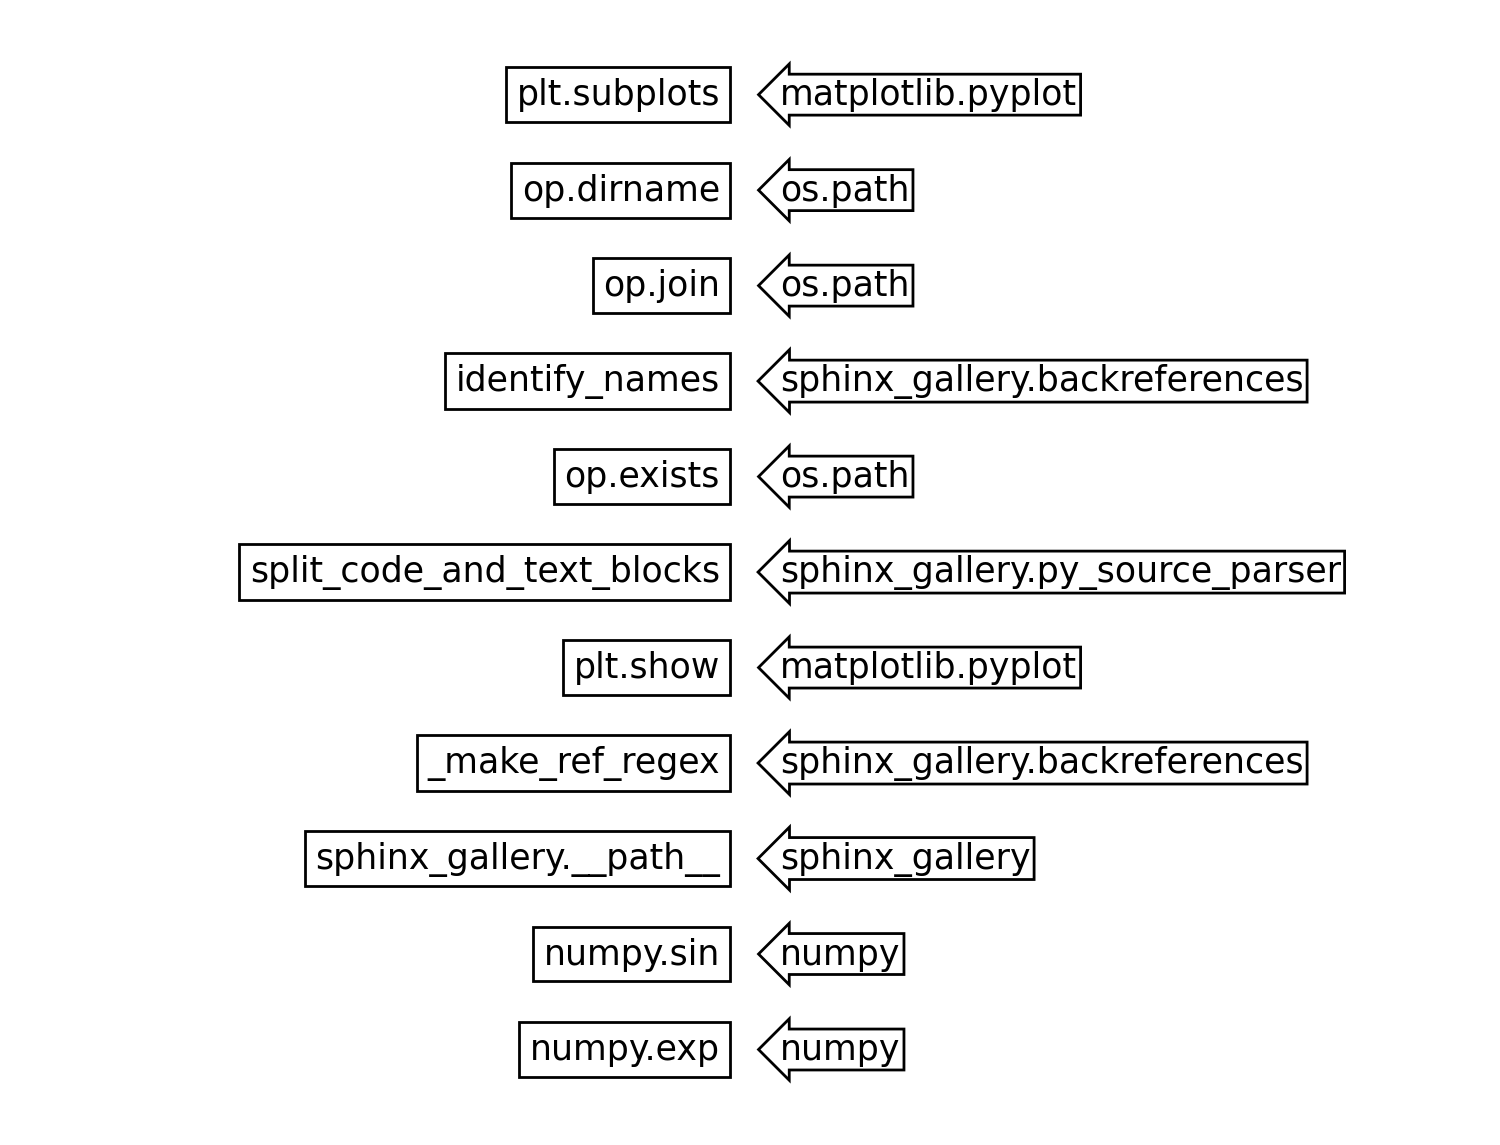 plt.subplots matplotlib.pyplot
op.dirname os.path
op.join os.path
identify_names sphinx_gallery.backreferences
op.exists os.path
split_code_and_text_blocks sphinx_gallery.py_source_parser
plt.show matplotlib.pyplot
_make_ref_regex sphinx_gallery.backreferences
sphinx_gallery.__path__ sphinx_gallery
numpy.sin numpy
numpy.exp numpy